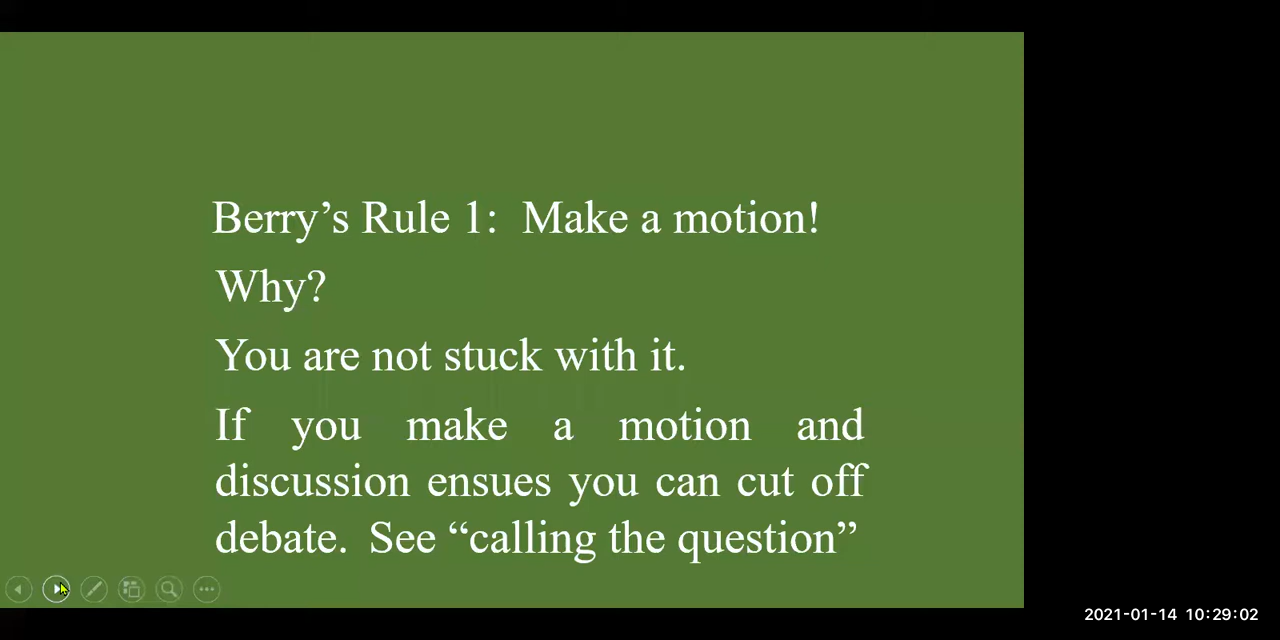 Berry’s Rule 1:  Make a motion!
Why?
You are not stuck with it.
If you make a motion and
discussion ensues you can cut off
debate.  See “calling the question”
2021-01-14 10:29:02